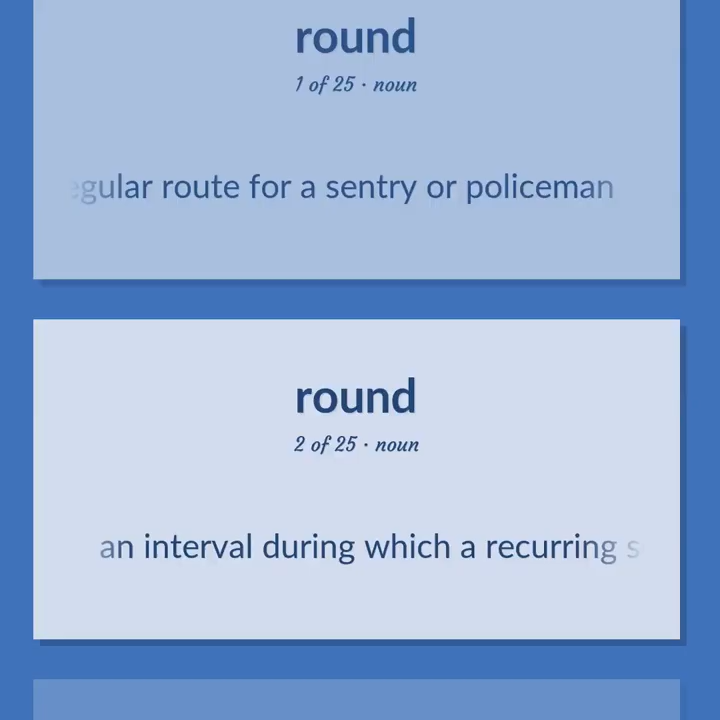 round
1 of 25 · noun
route for a sentry or policeman
round
2 of 25 · noun
an interval during which a recurring